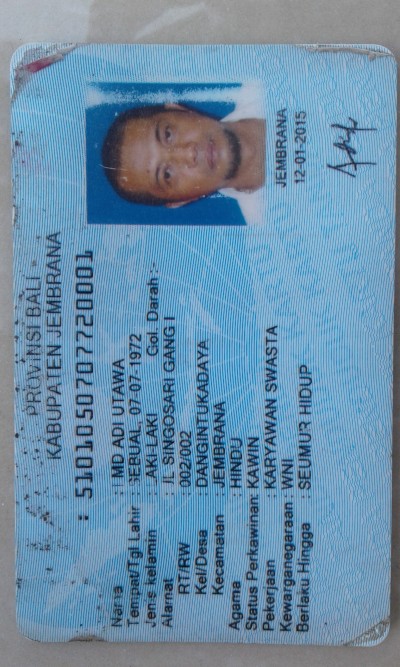 PROVINSI BALI
KABUPATEN JEMBRANA
: 5101050707720001
Nama : I MD ADI UTAWA
Tempat/Tgl Lahir : SEBUAL, 07-07-1972
Jenis kelamin : LAKI-LAKI Gol. Darah : -
Alamat : JL SINGOSARI GANG I
RT/RW : 002/002
Kel/Desa : DANGINTUKADAYA
Kecamatan : JEMBRANA
Agama : HINDU
Status Perkawinan: KAWIN
Pekerjaan : KARYAWAN SWASTA
Kewarganegaraan : WNI
Berlaku Hingga : SEUMUR HIDUP
JEMBRANA
12-01-2015